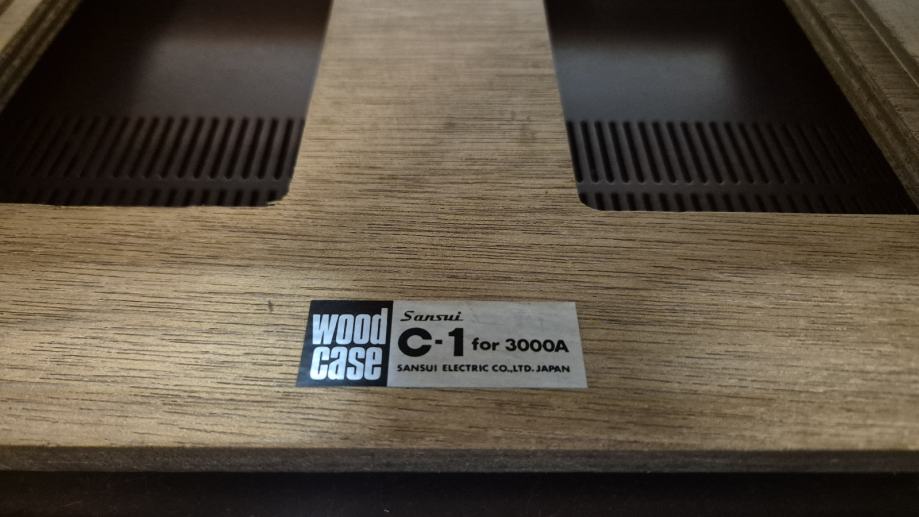 wood
case
Sansui
C-1 for 3000A
SANSUI ELECTRIC CO.,LTD. JAPAN